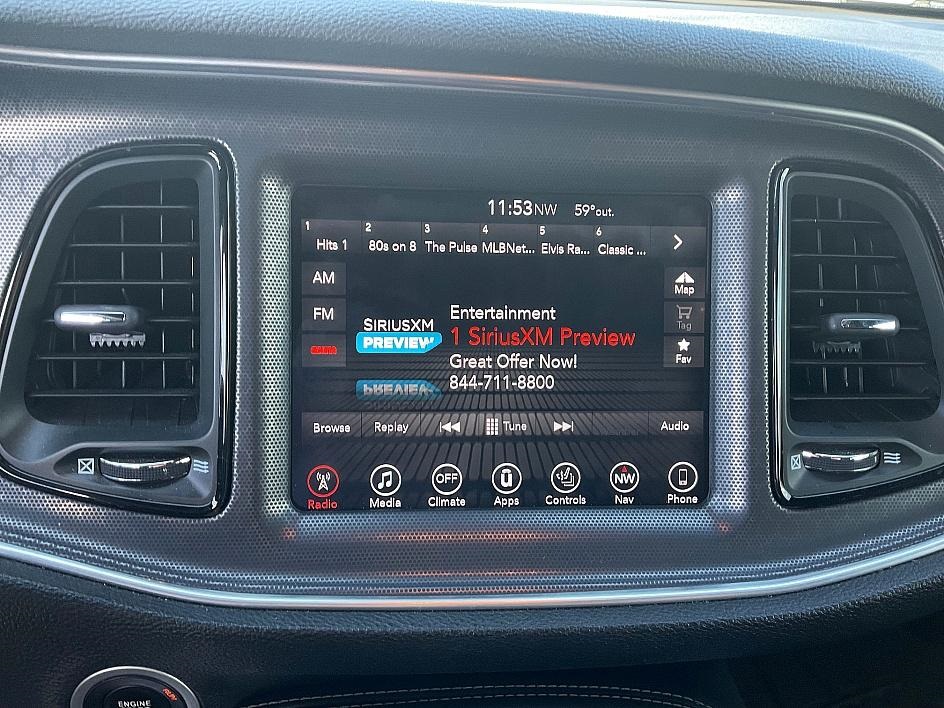 11:53 NW 59°out.
1 2 3 4 5 6
Hits 1 80s on 8 The Pulse MLBNet... Elvis Ra... Classic ...
AM
FM
Map
Tag
Fav
SIRIUSXM
PREVIEW
Entertainment
1 SiriusXM Preview
Great Offer Now!
844-711-8800
PREVIEW
Browse Replay Tune Audio
OFF NW
Radio Media Climate Apps Controls Nav Phone
ENGINE
RUN